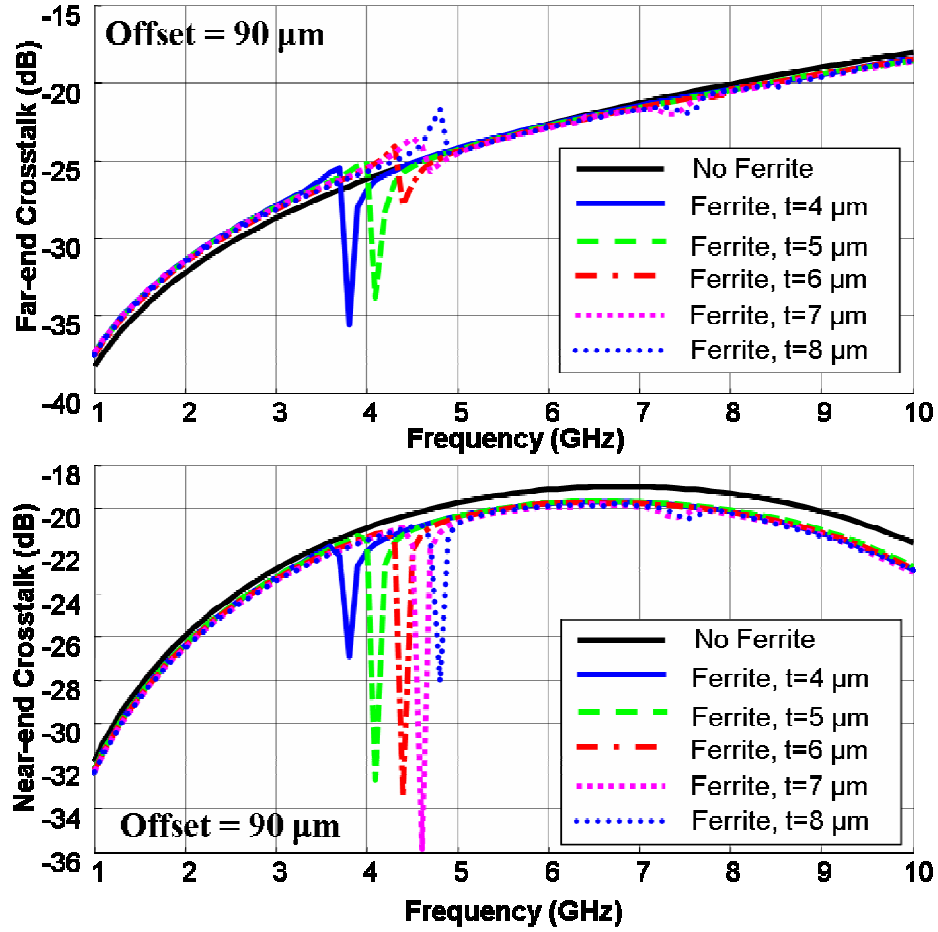 Offset = 90 µm
Far-end Crosstalk (dB)
-15
-20
-25
-30
-35
-40
No Ferrite
Ferrite, t=4 µm
Ferrite, t=5 µm
Ferrite, t=6 µm
Ferrite, t=7 µm
Ferrite, t=8 µm
1 2 3 4 5 6 7 8 9 10
Frequency (GHz)
Near-end Crosstalk (dB)
-18
-20
-22
-24
-26
-28
-30
-32
-34
-36
No Ferrite
Ferrite, t=4 µm
Ferrite, t=5 µm
Ferrite, t=6 µm
Ferrite, t=7 µm
Ferrite, t=8 µm
Offset = 90 µm
1 2 3 4 5 6 7 8 9 10
Frequency (GHz)